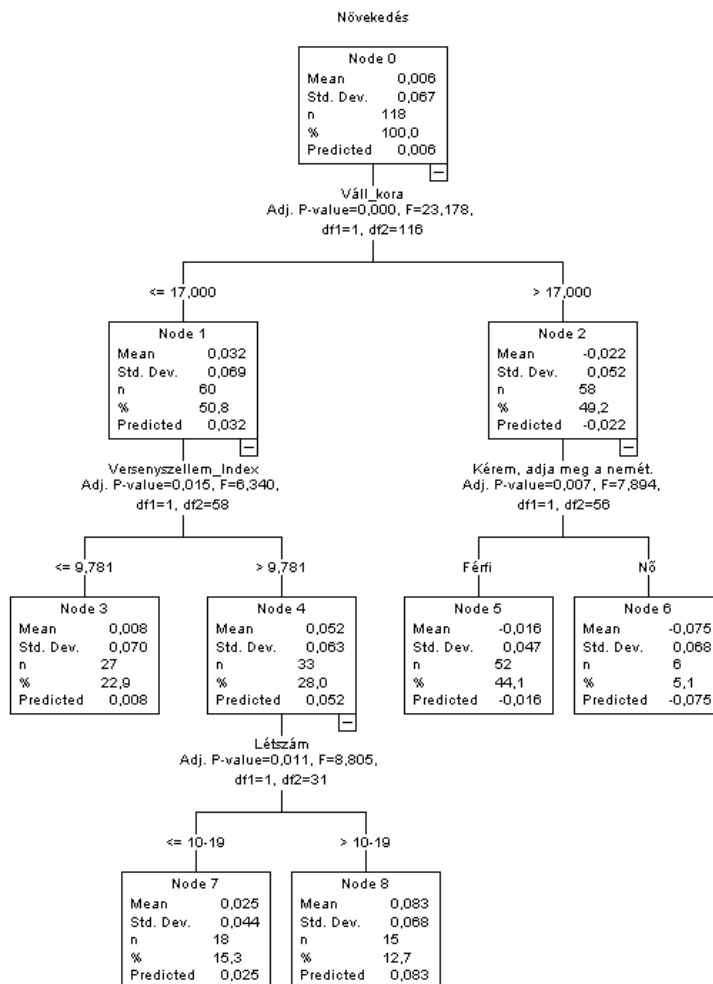 Növekedés
Node 0
Mean 0,006
Std. Dev. 0,067
n 118
% 100,0
Predicted 0,006
Váll_kora
Adj. P-value=0,000, F=23,178,
df1=1, df2=116
<= 17,000
> 17,000
Node 1
Mean 0,032
Std. Dev. 0,069
n 60
% 50,8
Predicted 0,032
Node 2
Mean -0,022
Std. Dev. 0,052
n 58
% 49,2
Predicted -0,022
Versenyszellem_Index
Adj. P-value=0,015, F=6,340,
df1=1, df2=58
Kérem, adja meg a nemét.
Adj. P-value=0,007, F=7,894,
df1=1, df2=56
<= 9,781
> 9,781
Férfi
Nő
Node 3
Mean 0,008
Std. Dev. 0,070
n 27
% 22,9
Predicted 0,008
Node 4
Mean 0,052
Std. Dev. 0,063
n 33
% 28,0
Predicted 0,052
Node 5
Mean -0,016
Std. Dev. 0,047
n 52
% 44,1
Predicted -0,016
Node 6
Mean -0,075
Std. Dev. 0,068
n 6
% 5,1
Predicted -0,075
Létszám
Adj. P-value=0,011, F=8,805,
df1=1, df2=31
<= 10-19
> 10-19
Node 7
Mean 0,025
Std. Dev. 0,044
n 18
% 15,3
Predicted 0,025
Node 8
Mean 0,083
Std. Dev. 0,068
n 15
% 12,7
Predicted 0,083